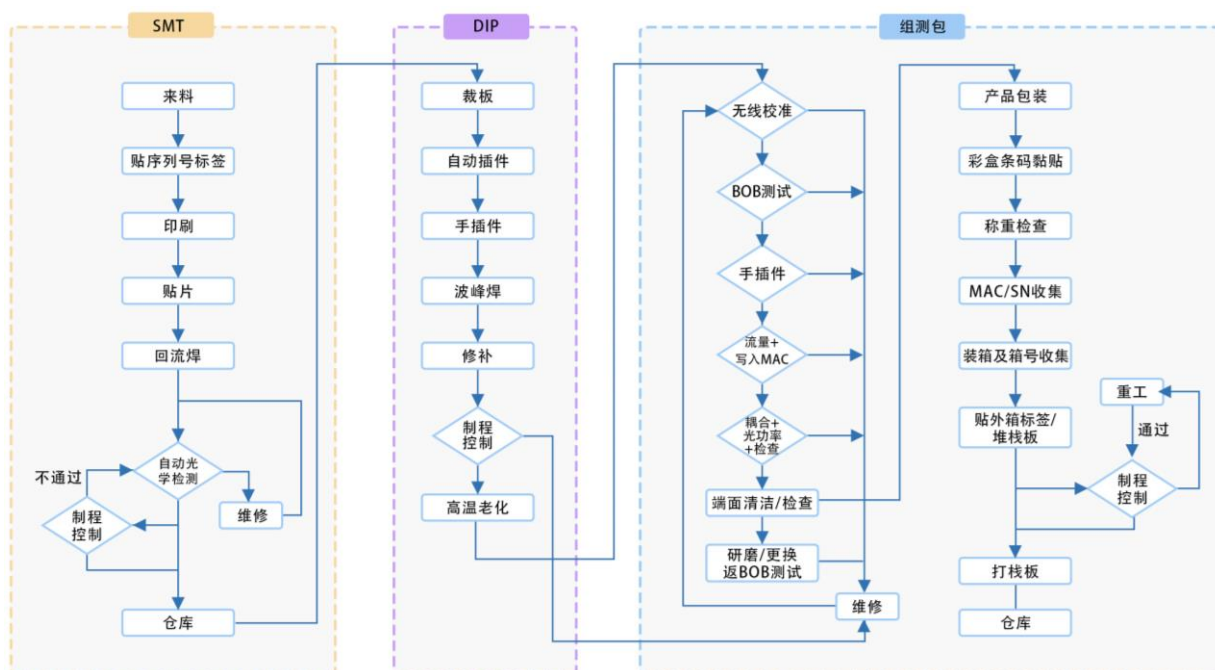 SMT
来料
贴序列号标签
印刷
贴片
回流焊
自动光
学检测
不通过
制程
控制
维修
仓库
DIP
裁板
自动插件
手插件
波峰焊
修补
制程
控制
高温老化
组测包
无线校准
BOB测试
手插件
流量+
写入MAC
耦合+
光功率
+检查
端面清洁/检查
研磨/更换
返BOB测试
维修
产品包装
彩盒条码黏贴
称重检查
MAC/SN收集
装箱及箱号收集
贴外箱标签/
堆栈板
重工
通过
制程
控制
打栈板
仓库